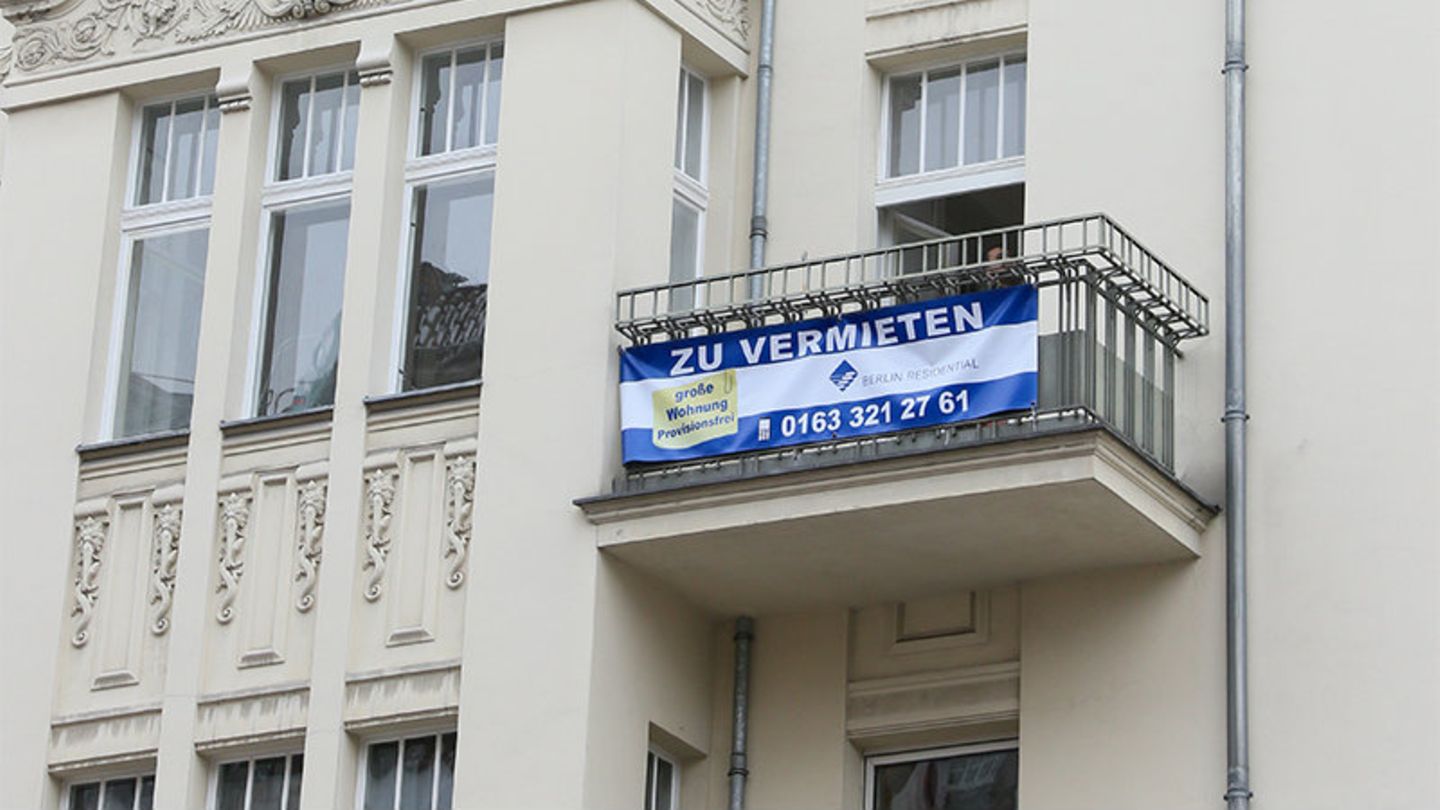 ZU VERMIETEN
BERLIN RESIDENTIAL
große
Wohnung
Provisionsfrei
0163 321 27 61